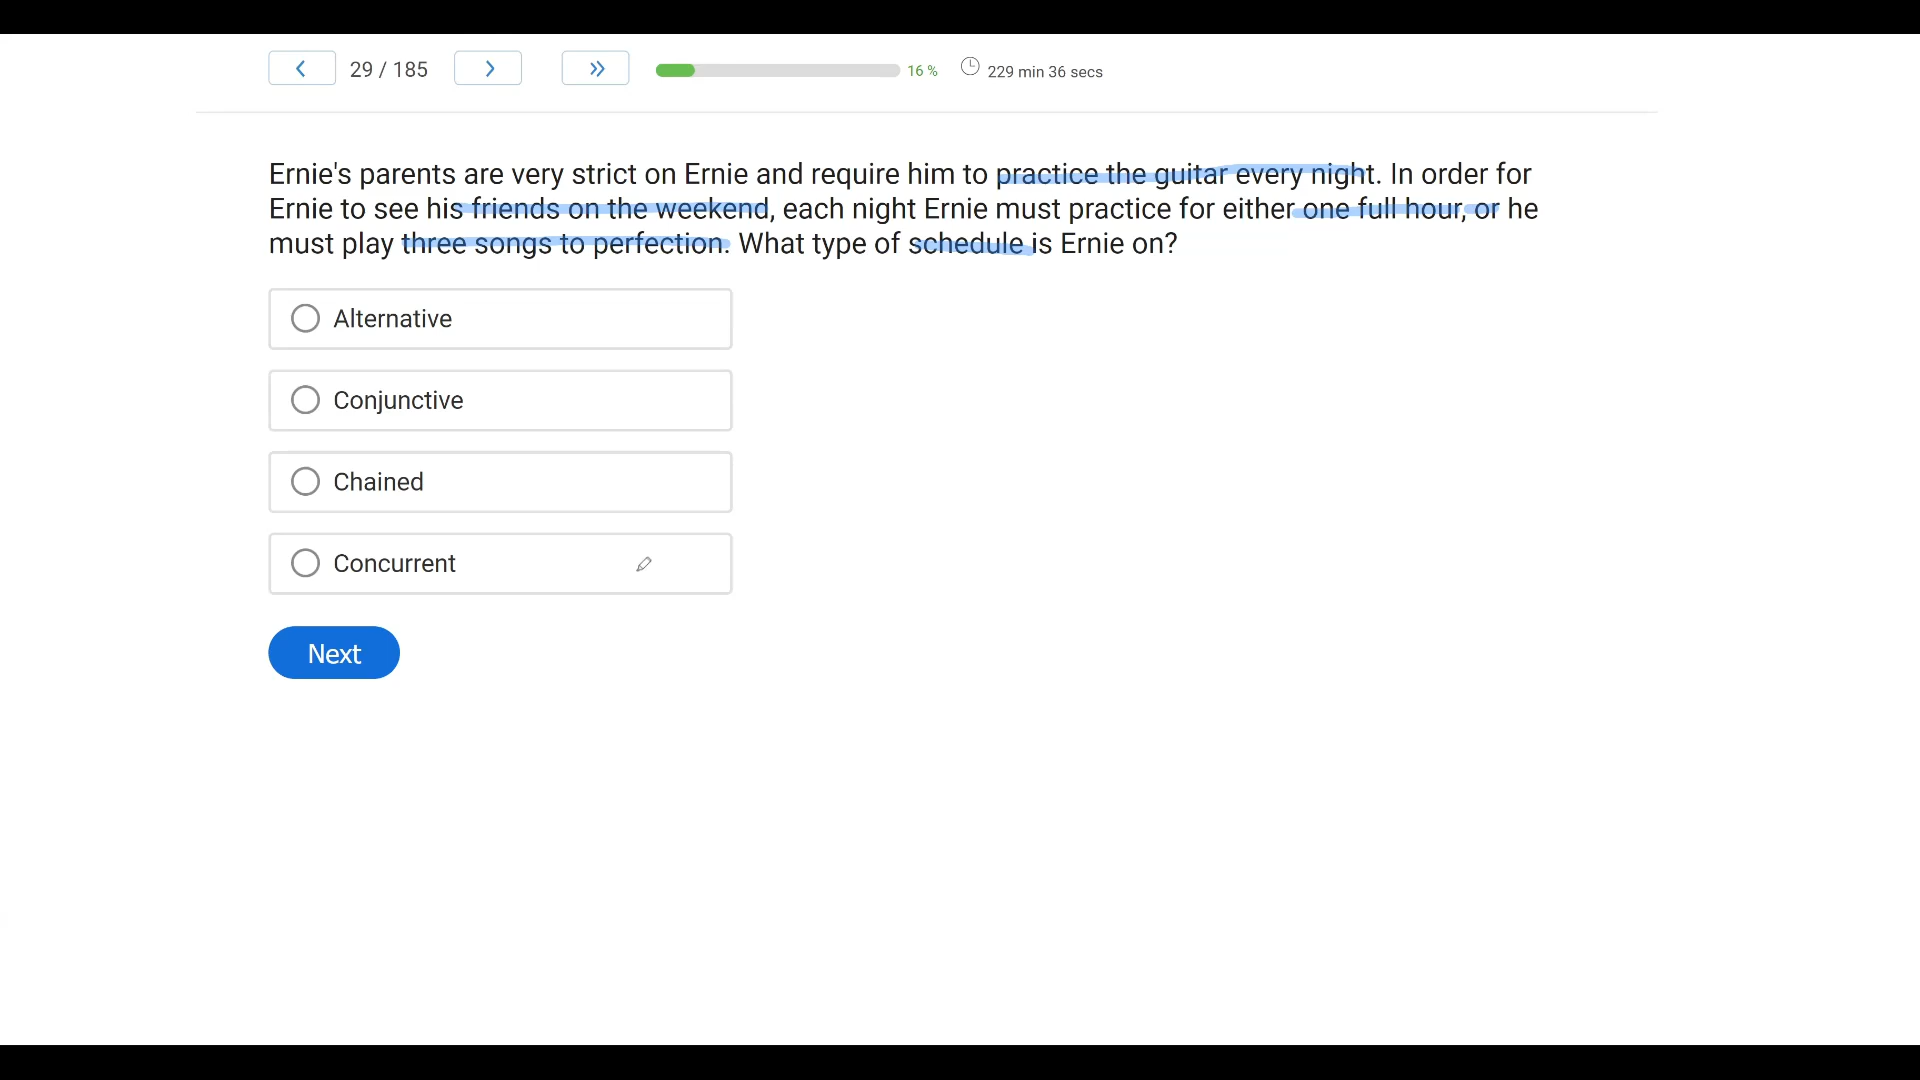 29 / 185
16 %
229 min 36 secs
Ernie's parents are very strict on Ernie and require him to practice the guitar every night. In order for
Ernie to see his friends on the weekend, each night Ernie must practice for either one full hour, or he
must play three songs to perfection. What type of schedule is Ernie on?
Alternative
Conjunctive
Chained
Concurrent
Next